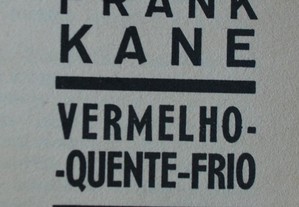 FRANK
KANE
VERMELHO-
-QUENTE-FRIO